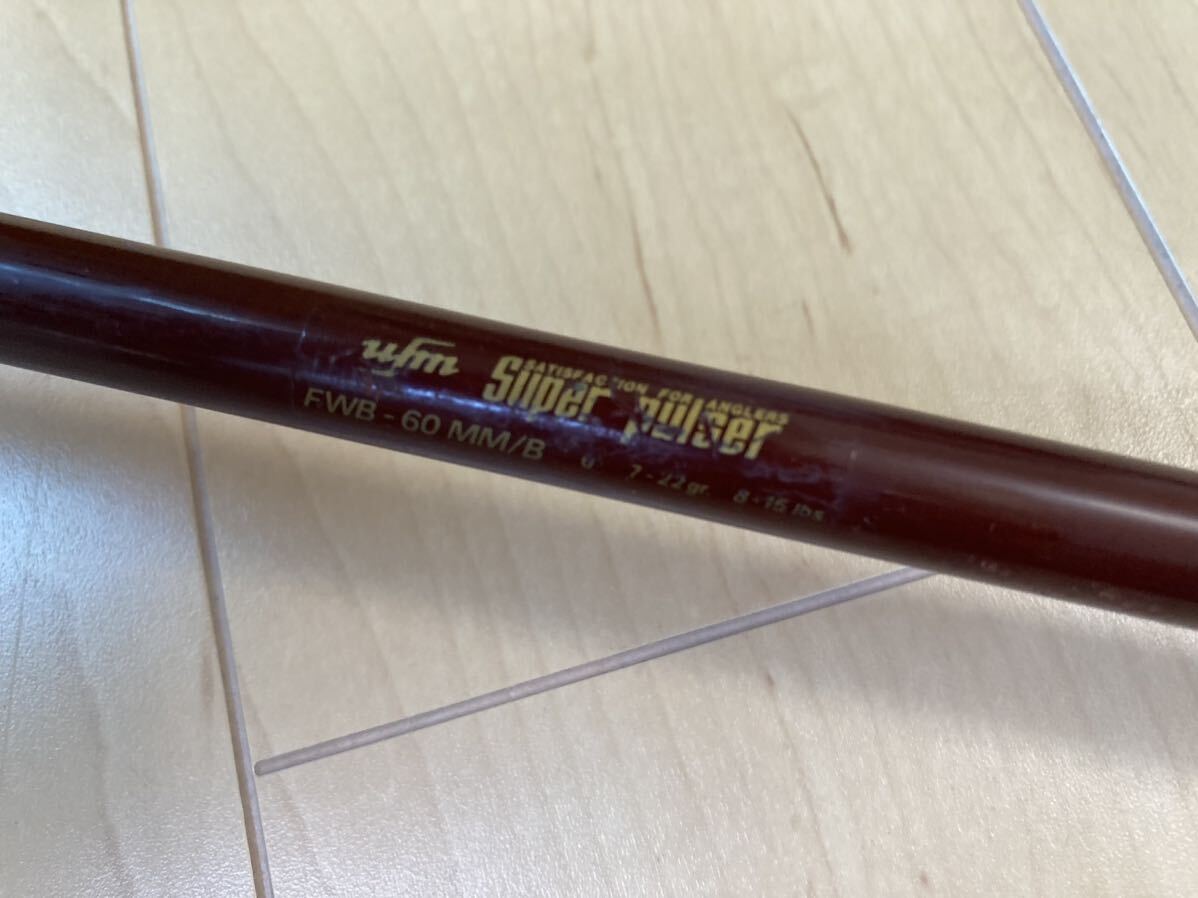 ufm
SATISFACTION FOR ANGLERS
Super pulser
FWB - 60 MM/B 6' 7 - 22 gr. 8 - 15 lbs